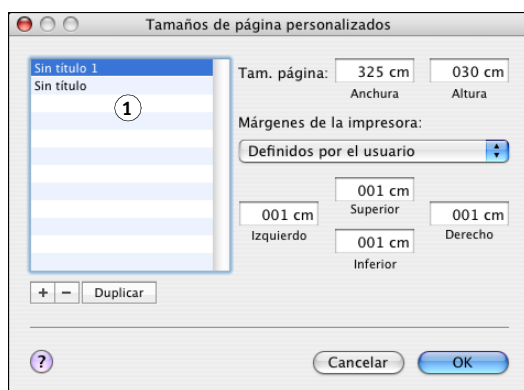 Tamaños de página personalizados
Sin título 1
Sin título
1
Tam. página: 325 cm 030 cm
Anchura Altura
Márgenes de la impresora:
Definidos por el usuario
001 cm
Superior
001 cm 001 cm
Izquierdo Derecho
001 cm
Inferior
+ − Duplicar
? Cancelar OK